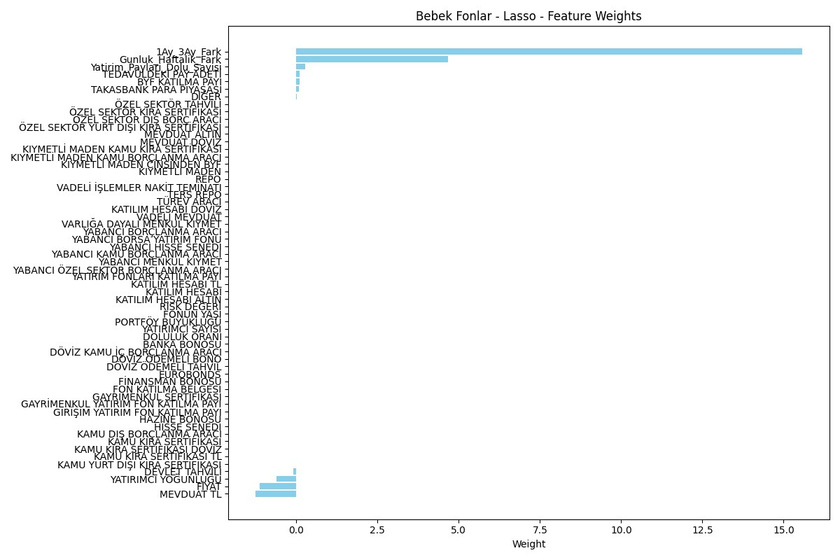 Bebek Fonlar - Lasso - Feature Weights
1Ay_3Ay_Fark
Gunluk_Haftalik_Fark
Yatirim_Paylari_Dolu_Sayisi
TEDAVÜLDEKİ PAY ADETİ
BYF KATILMA PAYI
TAKASBANK PARA PİYASASI
DİĞER
ÖZEL SEKTÖR TAHVİLİ
ÖZEL SEKTÖR KİRA SERTİFİKASI
ÖZEL SEKTÖR DIŞ BORÇ ARACI
ÖZEL SEKTÖR YURT DIŞI KİRA SERTİFİKASI
MEVDUAT ALTIN
MEVDUAT DÖVİZ
KIYMETLİ MADEN KAMU KİRA SERTİFİKASI
KIYMETLİ MADEN KAMU BORÇLANMA ARACI
KIYMETLİ MADEN CİNSİNDEN BYF
KIYMETLİ MADEN
REPO
VADELİ İŞLEMLER NAKİT TEMİNATI
TERS REPO
TÜREV ARACI
KATILIM HESABI DÖVİZ
VADELİ MEVDUAT
VARLIĞA DAYALI MENKUL KIYMET
YABANCI BORÇLANMA ARACI
YABANCI BORSA YATIRIM FONU
YABANCI HİSSE SENEDİ
YABANCI KAMU BORÇLANMA ARACI
YABANCI MENKUL KIYMET
YABANCI ÖZEL SEKTÖR BORÇLANMA ARACI
YATIRIM FONLARI KATILMA PAYI
KATILIM HESABI TL
KATILIM HESABI
KATILIM HESABI ALTIN
RİSK DEĞERİ
FONUN YAŞI
PORTFÖY BÜYÜKLÜĞÜ
YATIRIMCI SAYISI
DOLULUK ORANI
BANKA BONOSU
DÖVİZ KAMU İÇ BORÇLANMA ARACI
DÖVİZ ÖDEMELİ BONO
DÖVİZ ÖDEMELİ TAHVİL
EUROBONDS
FİNANSMAN BONOSU
FON KATILMA BELGESİ
GAYRİMENKUL SERTİFİKASI
GAYRİMENKUL YATIRIM FON KATILMA PAYI
GİRİŞİM YATIRIM FON KATILMA PAYI
HAZİNE BONOSU
HİSSE SENEDİ
KAMU DIŞ BORÇLANMA ARACI
KAMU KİRA SERTİFİKASI
KAMU KİRA SERTİFİKASI DÖVİZ
KAMU KİRA SERTİFİKASI TL
KAMU YURT DIŞI KİRA SERTİFİKASI
DEVLET TAHVİLİ
YATIRIMCI YOĞUNLUĞU
FİYAT
MEVDUAT TL
0.0 2.5 5.0 7.5 10.0 12.5 15.0
Weight